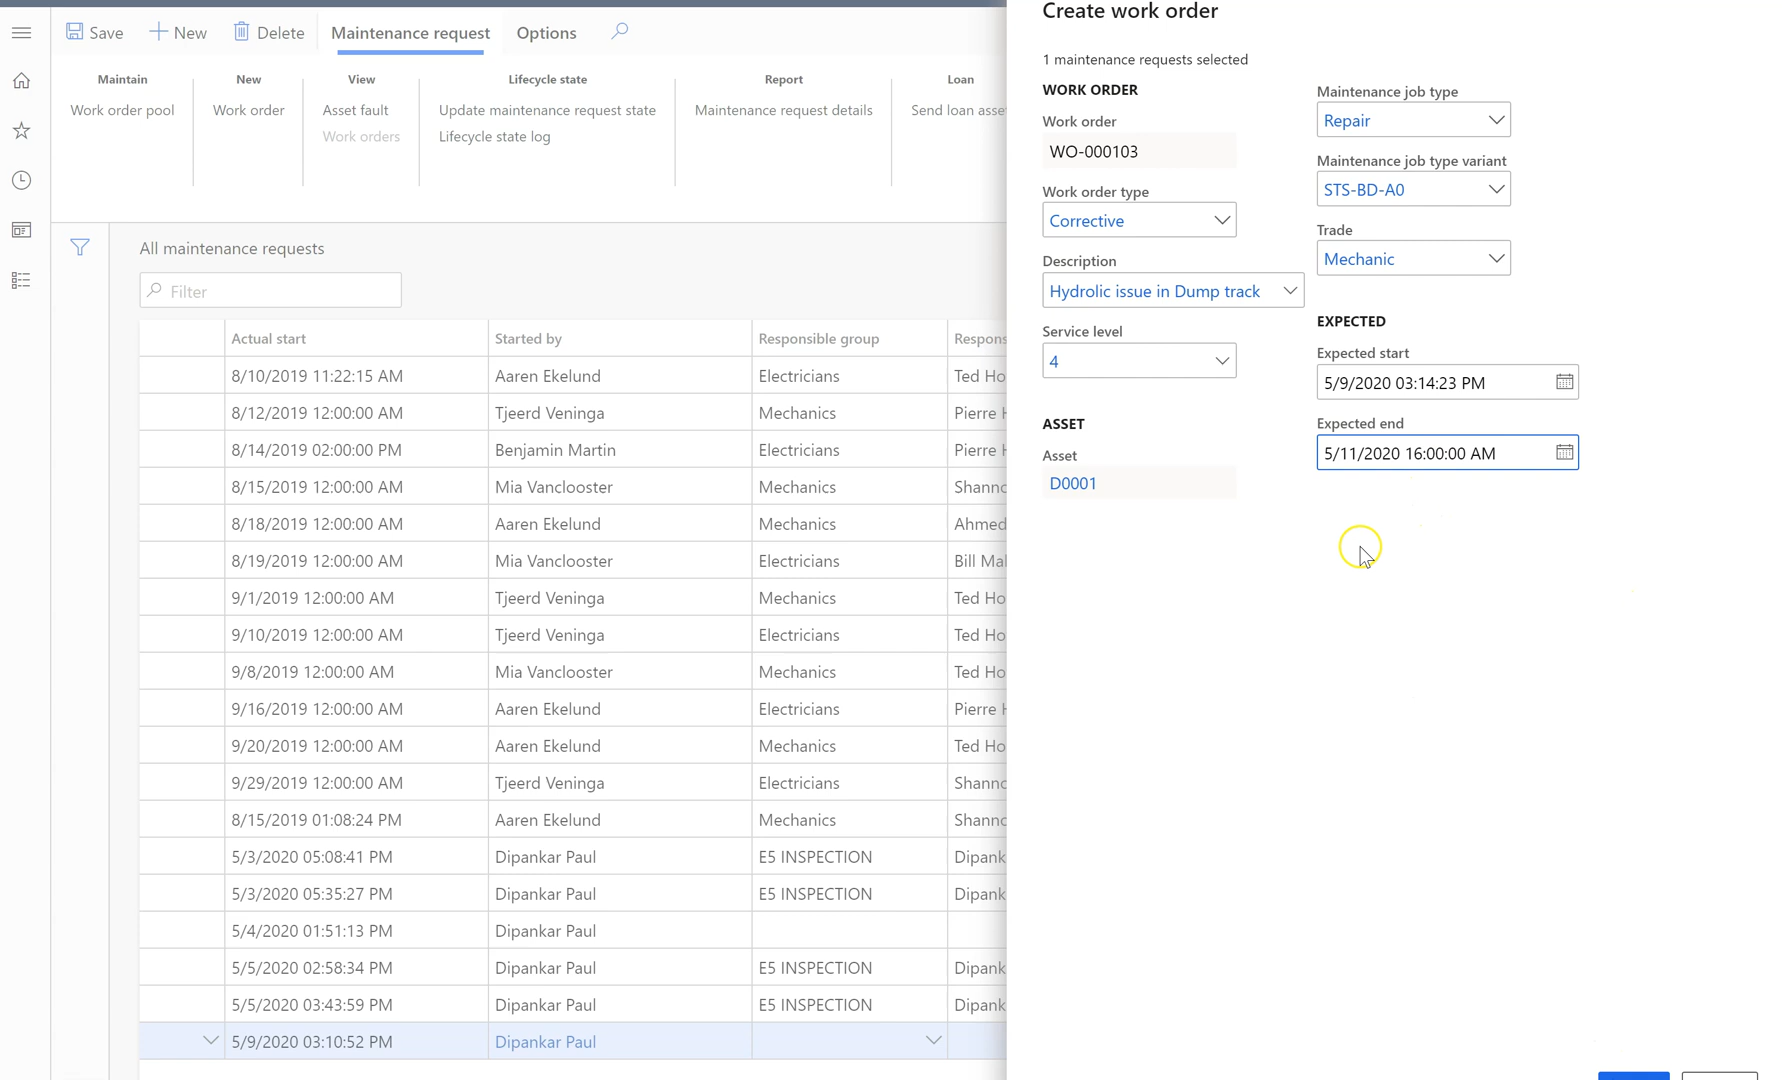 Save
New
Delete
Maintenance request
Options
Maintain
Work order pool
New
Work order
View
Asset fault
Work orders
Lifecycle state
Update maintenance request state
Lifecycle state log
Report
Maintenance request details
Loan
Send loan asse
All maintenance requests
Filter
Actual start Started by Responsible group Respons
8/10/2019 11:22:15 AM Aaren Ekelund Electricians Ted Ho
8/12/2019 12:00:00 AM Tjeerd Veninga Mechanics Pierre H
8/14/2019 02:00:00 PM Benjamin Martin Electricians Pierre H
8/15/2019 12:00:00 AM Mia Vanclooster Mechanics Shanno
8/18/2019 12:00:00 AM Aaren Ekelund Mechanics Ahmed
8/19/2019 12:00:00 AM Mia Vanclooster Electricians Bill Mal
9/1/2019 12:00:00 AM Tjeerd Veninga Mechanics Ted Ho
9/10/2019 12:00:00 AM Tjeerd Veninga Electricians Ted Ho
9/8/2019 12:00:00 AM Mia Vanclooster Mechanics Ted Ho
9/16/2019 12:00:00 AM Aaren Ekelund Electricians Pierre H
9/20/2019 12:00:00 AM Aaren Ekelund Mechanics Ted Ho
9/29/2019 12:00:00 AM Tjeerd Veninga Electricians Shanno
8/15/2019 01:08:24 PM Aaren Ekelund Mechanics Shanno
5/3/2020 05:08:41 PM Dipankar Paul E5 INSPECTION Dipank
5/3/2020 05:35:27 PM Dipankar Paul E5 INSPECTION Dipank
5/4/2020 01:51:13 PM Dipankar Paul
5/5/2020 02:58:34 PM Dipankar Paul E5 INSPECTION Dipank
5/5/2020 03:43:59 PM Dipankar Paul E5 INSPECTION Dipank
5/9/2020 03:10:52 PM Dipankar Paul
Create work order
1 maintenance requests selected
WORK ORDER
Work order
WO-000103
Work order type
Corrective
Description
Hydrolic issue in Dump track
Service level
4
ASSET
Asset
D0001
Maintenance job type
Repair
Maintenance job type variant
STS-BD-A0
Trade
Mechanic
EXPECTED
Expected start
5/9/2020 03:14:23 PM
Expected end
5/11/2020 16:00:00 AM